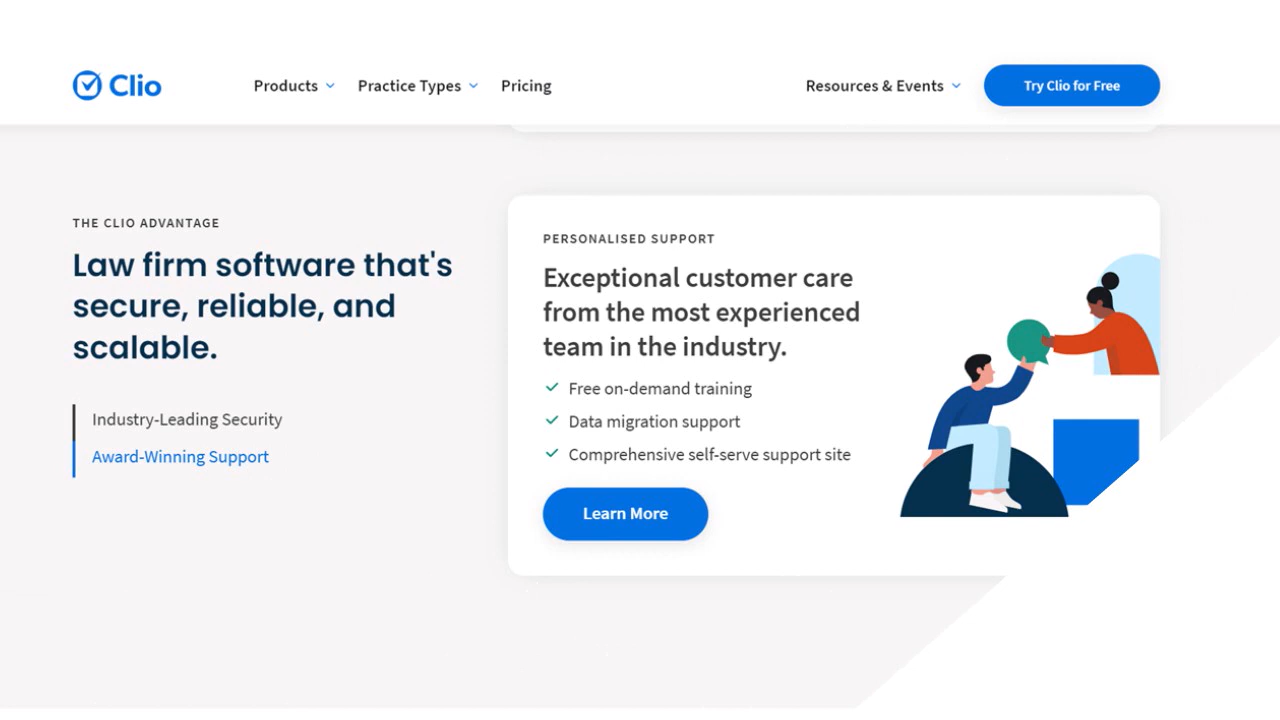 Clio
Products
Practice Types
Pricing
Resources & Events
Try Clio for Free
THE CLIO ADVANTAGE
Law firm software that's
secure, reliable, and
scalable.
Industry-Leading Security
Award-Winning Support
PERSONALISED SUPPORT
Exceptional customer care
from the most experienced
team in the industry.
Free on-demand training
Data migration support
Comprehensive self-serve support site
Learn More